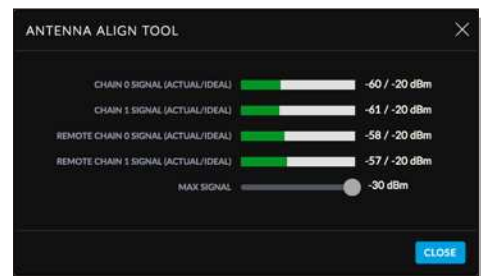 ANTENNA ALIGN TOOL
CHAIN 0 SIGNAL (ACTUAL/IDEAL) -60 / -20 dBm
CHAIN 1 SIGNAL (ACTUAL/IDEAL) -61 / -20 dBm
REMOTE CHAIN 0 SIGNAL (ACTUAL/IDEAL) -58 / -20 dBm
REMOTE CHAIN 1 SIGNAL (ACTUAL/IDEAL) -57 / -20 dBm
MAX SIGNAL -30 dBm
CLOSE